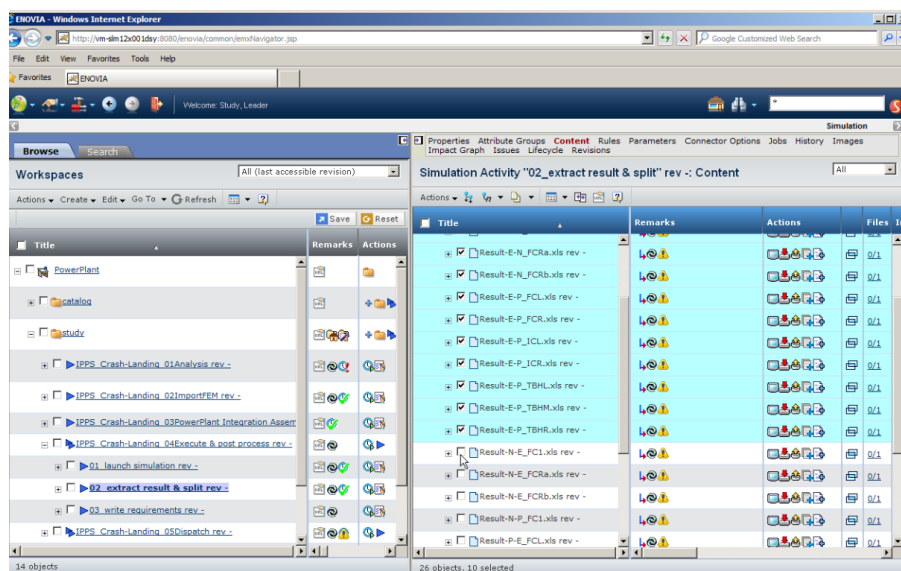 ENOVIA - Windows Internet Explorer
http://vm-slm12x001dsy:8080/enovia/common/emxNavigator.jsp
Google Customized Web Search
File Edit View Favorites Tools Help
Favorites ENOVIA
Welcome: Study, Leader
*
Simulation
Browse Search
Properties Attribute Groups Content Rules Parameters Connector Options Jobs History Images
Impact Graph Issues Lifecycle Revisions
Workspaces
All (last accessible revision)
Simulation Activity "02_extract result & split" rev -: Content
All
Actions Create Edit Go To Refresh
Actions
Save Reset
Title Remarks Actions
Title Remarks Actions Files
PowerPlant
catalog
study
IPPS_Crash-Landing_01Analysis rev -
IPPS_Crash-Landing_02ImportFEM rev -
IPPS_Crash-Landing_03PowerPlant Integration Assem
IPPS_Crash-Landing_04Execute & post process rev -
01_launch simulation rev -
02_extract result & split rev -
03_write requirements rev -
IPPS_Crash-Landing_05Dispatch rev -
14 objects
Result-E-N_FCRa.xls rev - 0/1
Result-E-N_FCRb.xls rev - 0/1
Result-E-P_FCL.xls rev - 0/1
Result-E-P_FCR.xls rev - 0/1
Result-E-P_ICL.xls rev - 0/1
Result-E-P_ICR.xls rev - 0/1
Result-E-P_TBHL.xls rev - 0/1
Result-E-P_TBHM.xls rev - 0/1
Result-E-P_TBHR.xls rev - 0/1
Result-N-E_FC1.xls rev - 0/1
Result-N-E_FCRa.xls rev - 0/1
Result-N-E_FCRb.xls rev - 0/1
Result-N-P_FC1.xls rev - 0/1
Result-P-E_FCL.xls rev - 0/1
26 objects, 10 selected